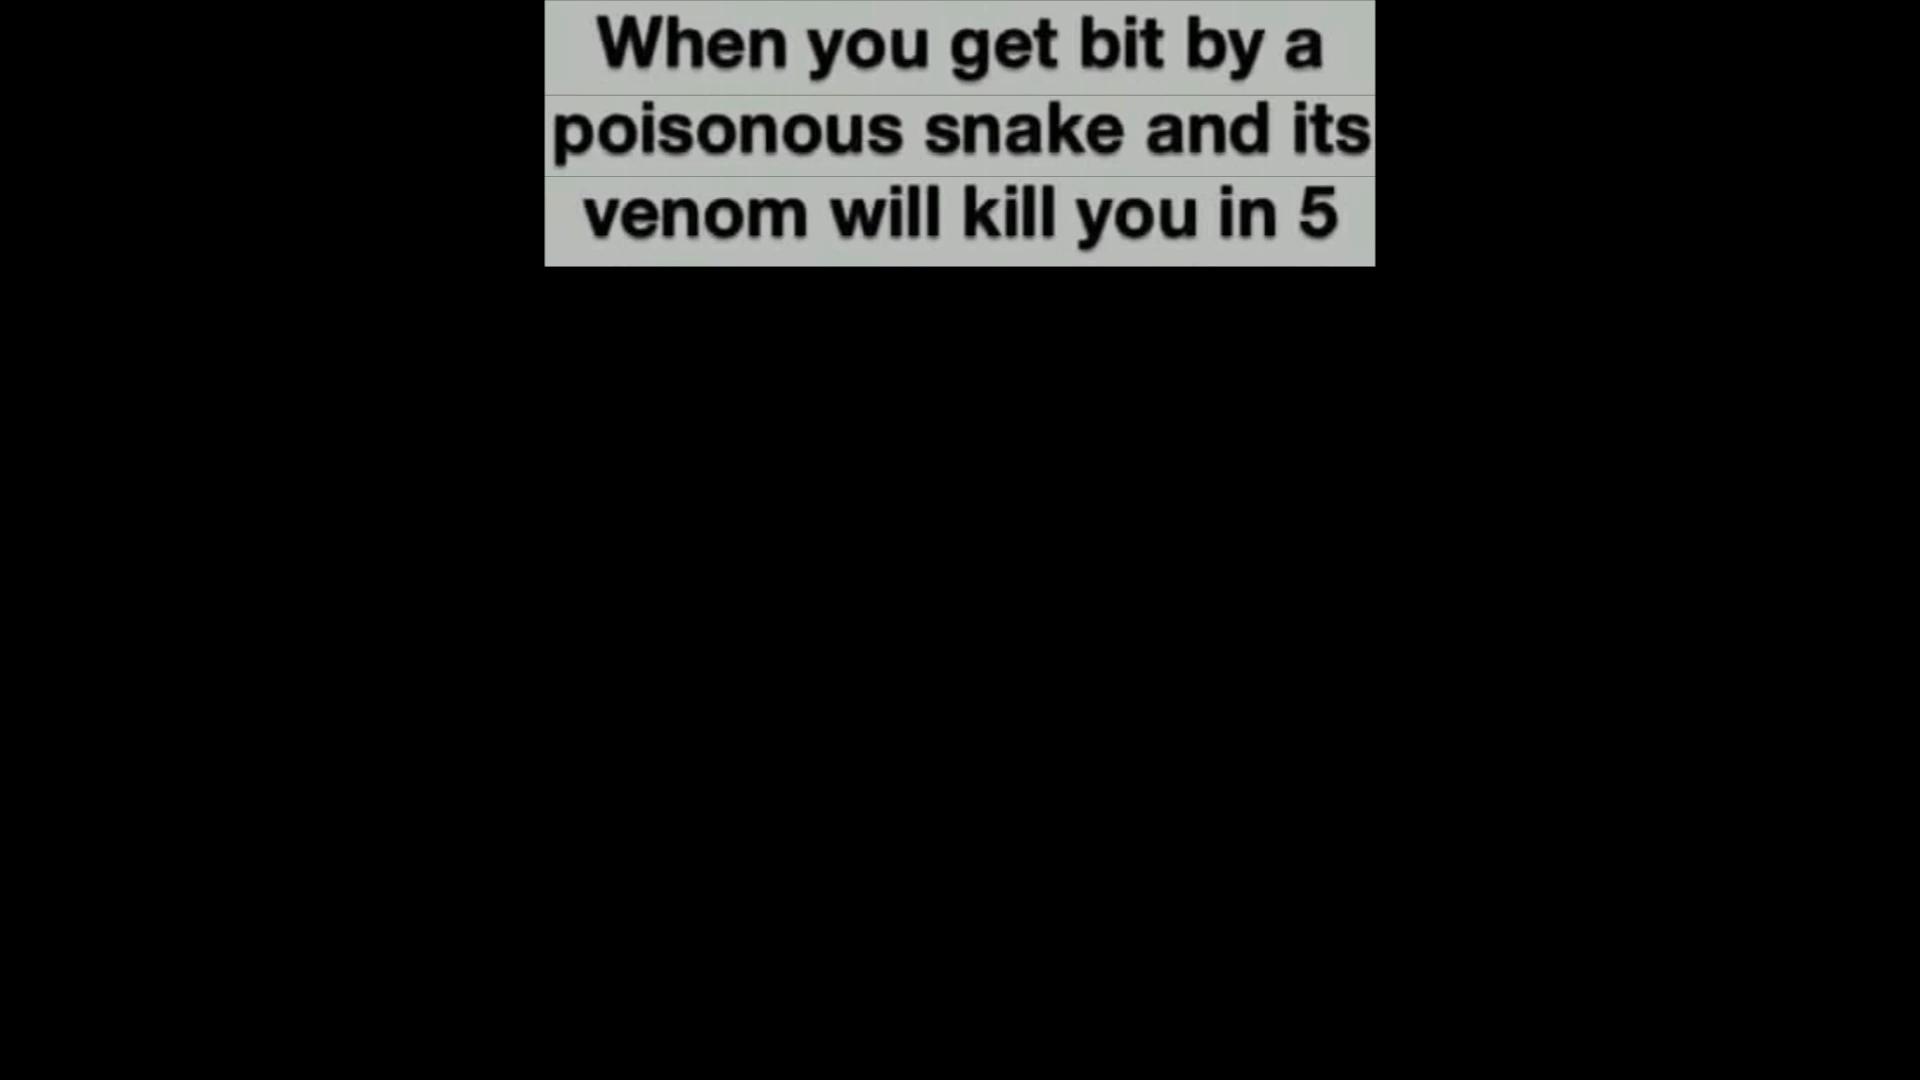 When you get bit by a
poisonous snake and its
venom will kill you in 5